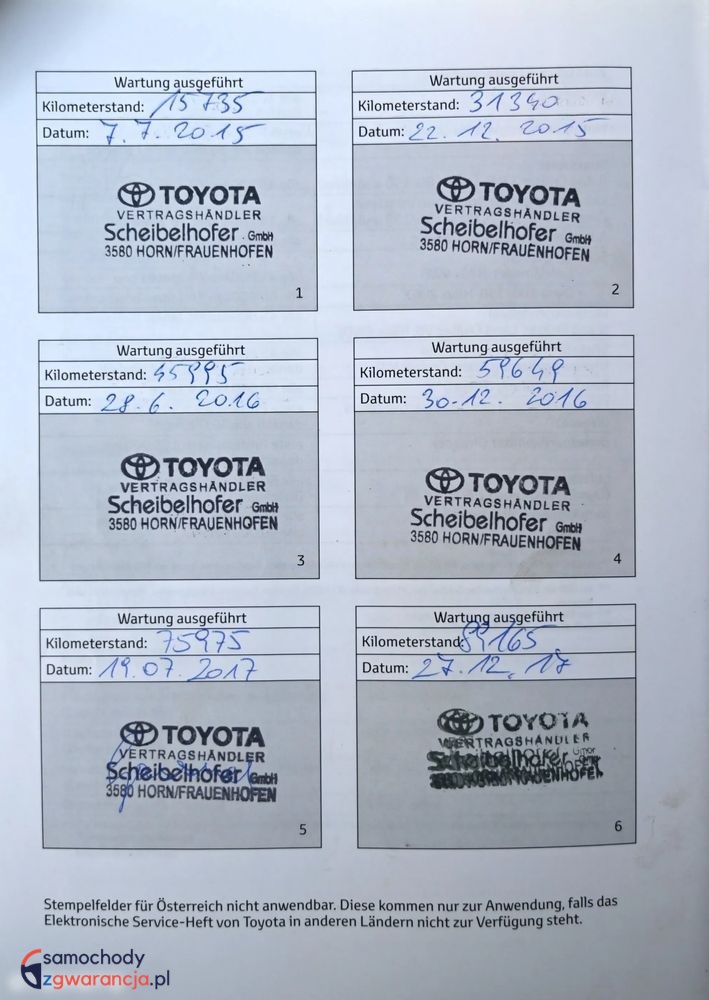 Wartung ausgeführt
Kilometerstand: 15735
Datum: 7.7.2015
TOYOTA
VERTRAGSHÄNDLER
Scheibelhofer GmbH
3580 HORN/FRAUENHOFEN
1
Wartung ausgeführt
Kilometerstand: 31340
Datum: 22.12.2015
TOYOTA
VERTRAGSHÄNDLER
Scheibelhofer GmbH
3580 HORN/FRAUENHOFEN
2
Wartung ausgeführt
Kilometerstand: 45995
Datum: 28.6. 2016
TOYOTA
VERTRAGSHÄNDLER
Scheibelhofer GmbH
3580 HORN/FRAUENHOFEN
3
Wartung ausgeführt
Kilometerstand: 59649
Datum: 30.12. 2016
TOYOTA
VERTRAGSHÄNDLER
Scheibelhofer GmbH
3580 HORN/FRAUENHOFEN
4
Wartung ausgeführt
Kilometerstand: 75975
Datum: 19.07.2017
TOYOTA
VERTRAGSHÄNDLER
Scheibelhofer GmbH
3580 HORN/FRAUENHOFEN
5
Wartung ausgeführt
Kilometerstand: 89165
Datum: 27.12.17
TOYOTA
VERTRAGSHÄNDLER
Scheibelhofer GmbH
HORN/FRAUENHOFEN
6
Stempelfelder für Österreich nicht anwendbar. Diese kommen nur zur Anwendung, falls das
Elektronische Service-Heft von Toyota in anderen Ländern nicht zur Verfügung steht.
samochody
zgwarancja.pl